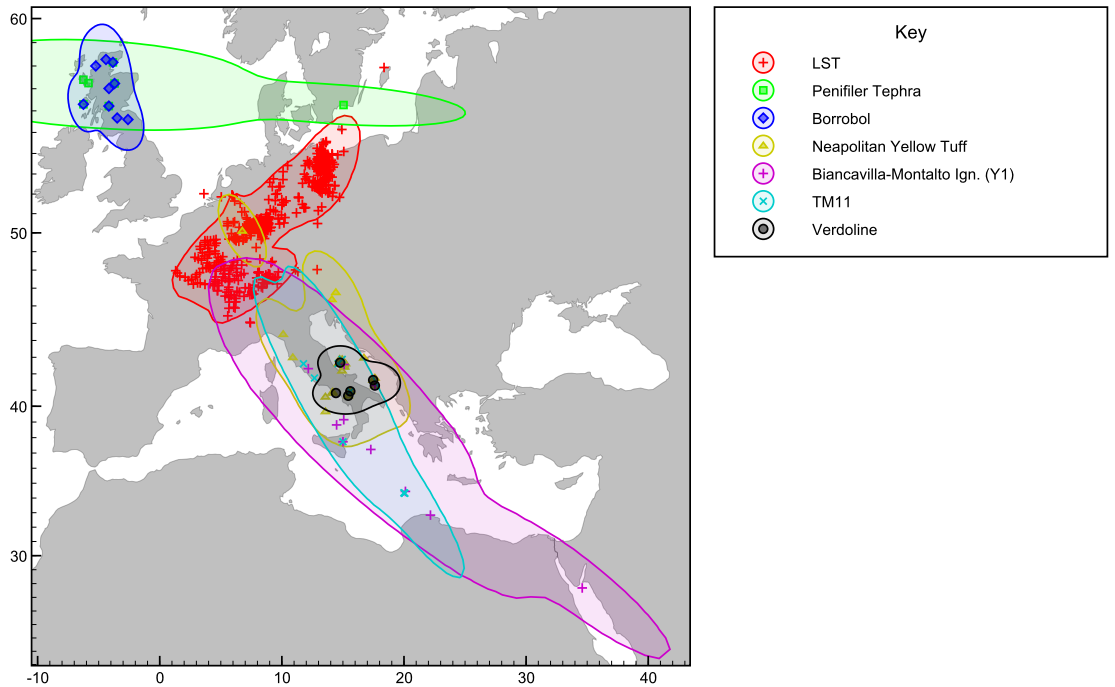 60
50
40
30
-10
0
10
20
30
40
Key
LST
Penifiler Tephra
Borrobol
Neapolitan Yellow Tuff
Biancavilla-Montalto Ign. (Y1)
TM11
Verdoline